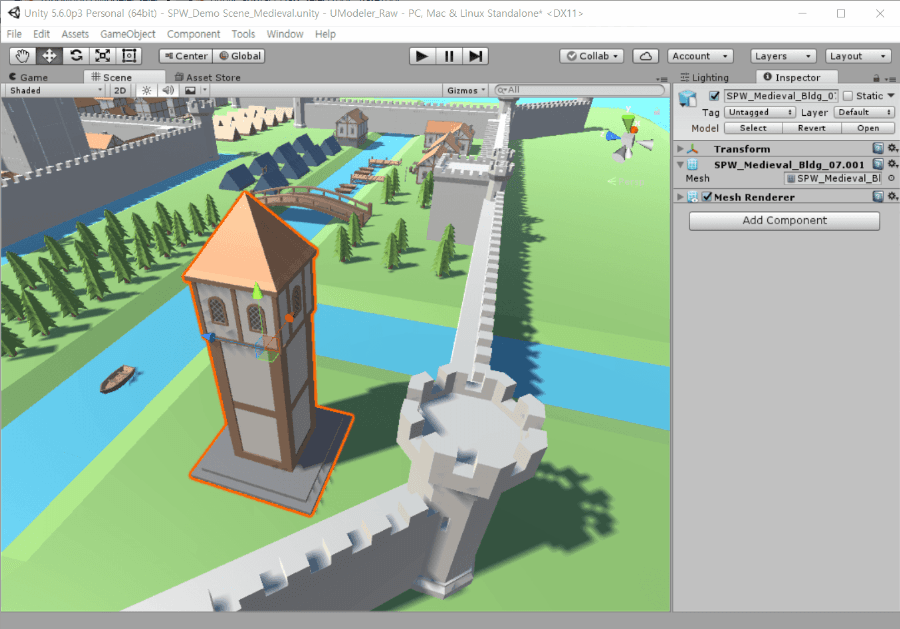 Unity 5.6.0p3 Personal (64bit) - SPW_Demo Scene_Medieval.unity - UModeler_Raw - PC, Mac & Linux Standalone* <DX11>
File Edit Assets GameObject Component Tools Window Help
Center Global Collab Account Layers Layout
Game Scene Asset Store Lighting Inspector
Shaded 2D Gizmos All
SPW_Medieval_Bldg_07 Static
Tag Untagged Layer Default
Model Select Revert Open
Transform
SPW_Medieval_Bldg_07.001
Mesh SPW_Medieval_Bl
Mesh Renderer
Add Component